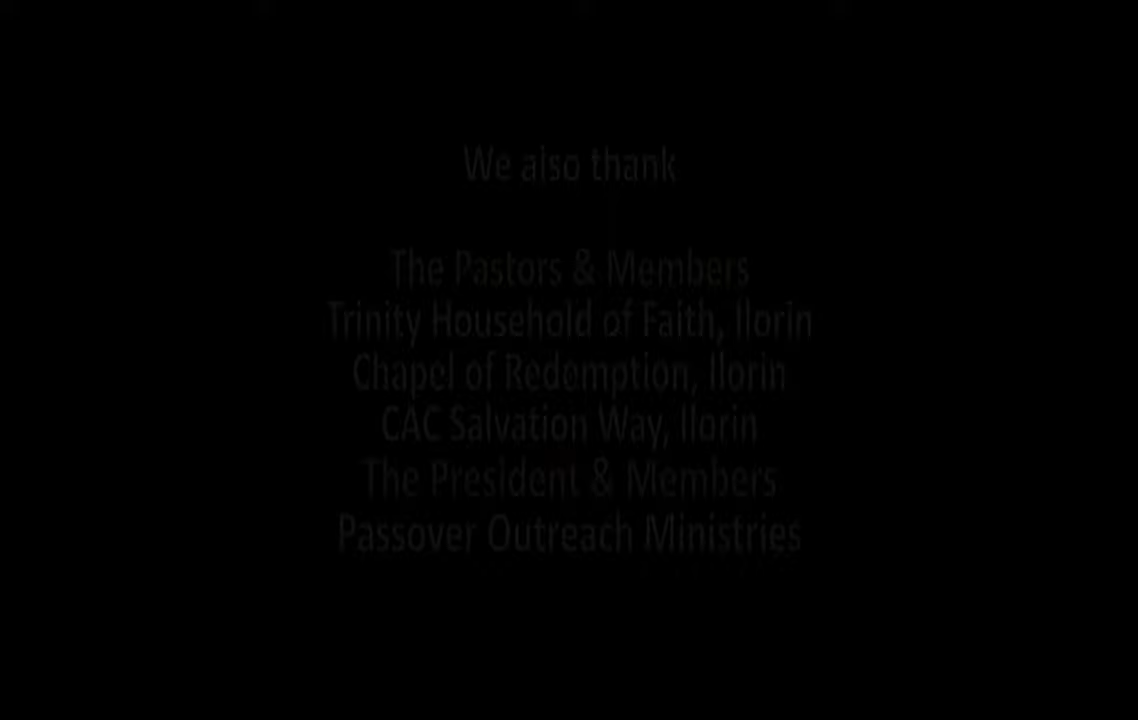 We also thank
The Pastors & Members
Trinity Household of Faith, Ilorin
Chapel of Redemption, Ilorin
CAC Salvation Way, Ilorin
The President & Members
Passover Outreach Ministries